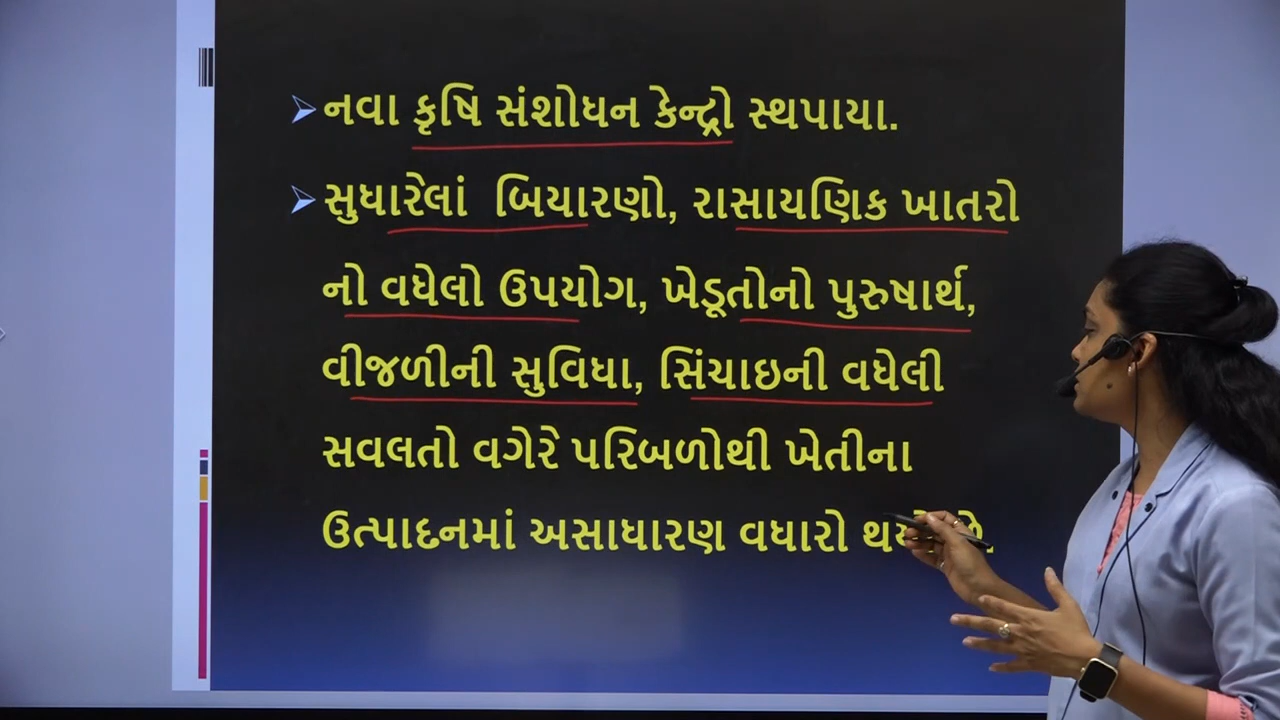 નવા કૃષિ સંશોધન કેન્દ્રો સ્થપાયા.
સુધારેલાં બિયારણો, રાસાયણિક ખાતરો
નો વધેલો ઉપયોગ, ખેડૂતોનો પુરુષાર્થ,
વીજળીની સુવિધા, સિંચાઇની વધેલી
સવલતો વગેરે પરિબળોથી ખેતીના
ઉત્પાદનમાં અસાધારણ વધારો